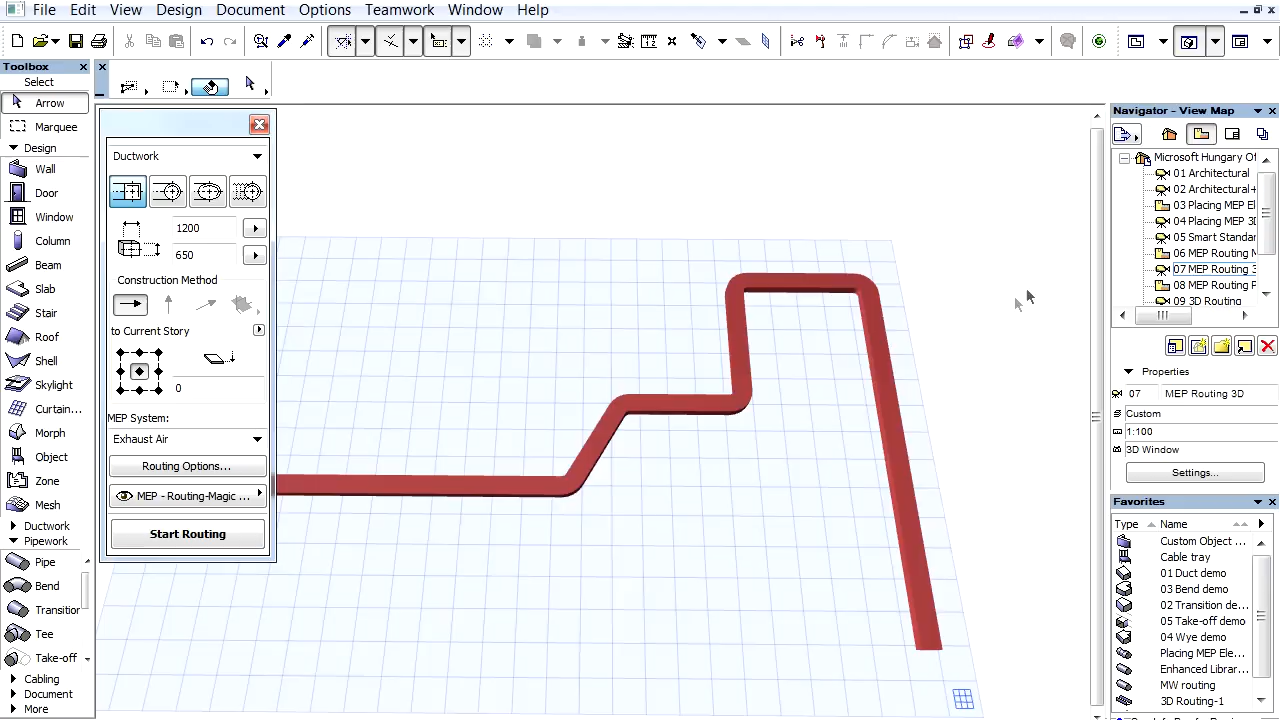 File Edit View Design Document Options Teamwork Window Help
Toolbox
Select
Arrow
Marquee
Design
Wall
Door
Window
Column
Beam
Slab
Stair
Roof
Shell
Skylight
Curtain...
Morph
Object
Zone
Mesh
Ductwork
Pipework
Pipe
Bend
Transitior
Tee
Take-off
Cabling
Document
More
Ductwork
1200
650
Construction Method
to Current Story
0
MEP System:
Exhaust Air
Routing Options...
MEP - Routing-Magic ...
Start Routing
Navigator - View Map
Microsoft Hungary Of
01 Architectural
02 Architectural+
03 Placing MEP El
04 Placing MEP 3D
05 Smart Standar
06 MEP Routing M
07 MEP Routing 3
08 MEP Routing P
09 3D Routing
Properties
07 MEP Routing 3D
Custom
1:100
3D Window
Settings...
Favorites
Type Name
Custom Object ...
Cable tray
01 Duct demo
03 Bend demo
02 Transition de...
05 Take-off demo
04 Wye demo
Placing MEP Ele...
Enhanced Librar...
MW routing
3D Routing-1